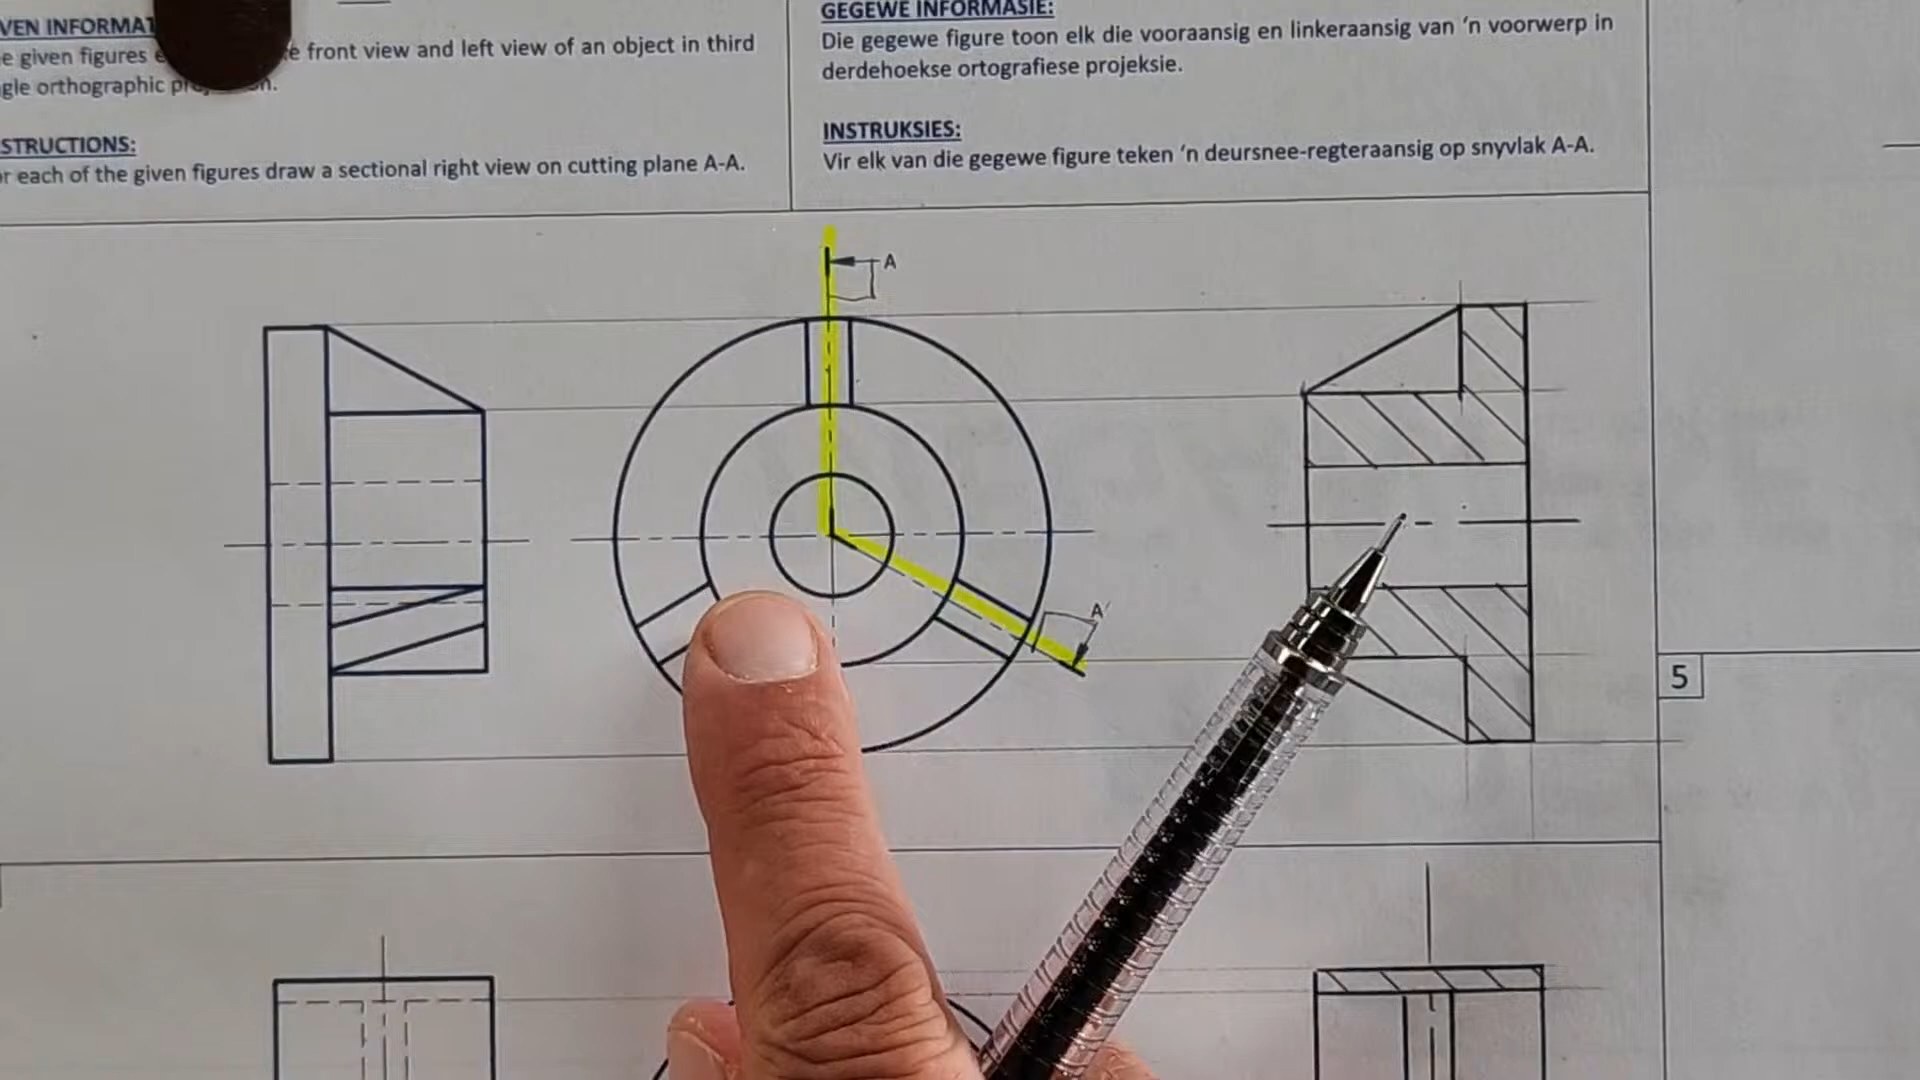 VEN INFORMAT
e given figures e front view and left view of an object in third
gle orthographic pro n.
STRUCTIONS:
r each of the given figures draw a sectional right view on cutting plane A-A.
GEGEWE INFORMASIE:
Die gegewe figure toon elk die vooraansig en linkeraansig van ‘n voorwerp in
derdehoekse ortografiese projeksie.
INSTRUKSIES:
Vir elk van die gegewe figure teken ‘n deursnee-regteraansig op snyvlak A-A.
A
A
5